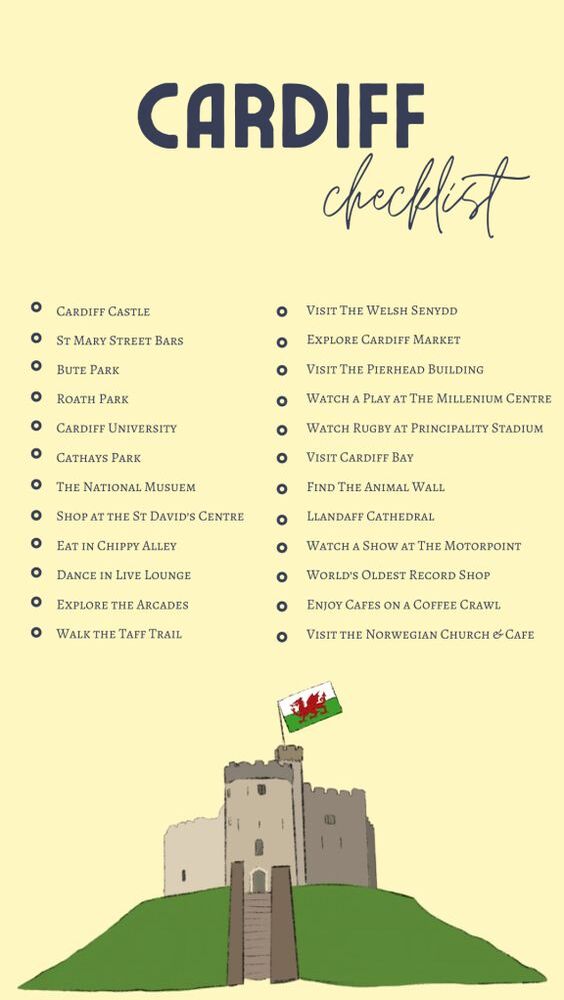 CARDIFF
checklist
Cardiff Castle
St Mary Street Bars
Bute Park
Roath Park
Cardiff University
Cathays Park
The National Musuem
Shop at the St David's Centre
Eat in Chippy Alley
Dance in Live Lounge
Explore the Arcades
Walk the Taff Trail
Visit The Welsh Senydd
Explore Cardiff Market
Visit The Pierhead Building
Watch a Play at The Millenium Centre
Watch Rugby at Principality Stadium
Visit Cardiff Bay
Find The Animal Wall
Llandaff Cathedral
Watch a Show at The Motorpoint
World's Oldest Record Shop
Enjoy Cafes on a Coffee Crawl
Visit the Norwegian Church & Cafe